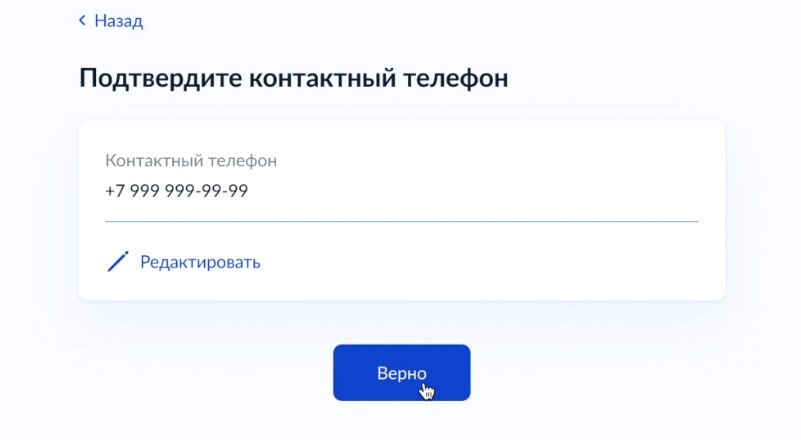 Назад
Подтвердите контактный телефон
Контактный телефон
+7 999 999-99-99
Редактировать
Верно